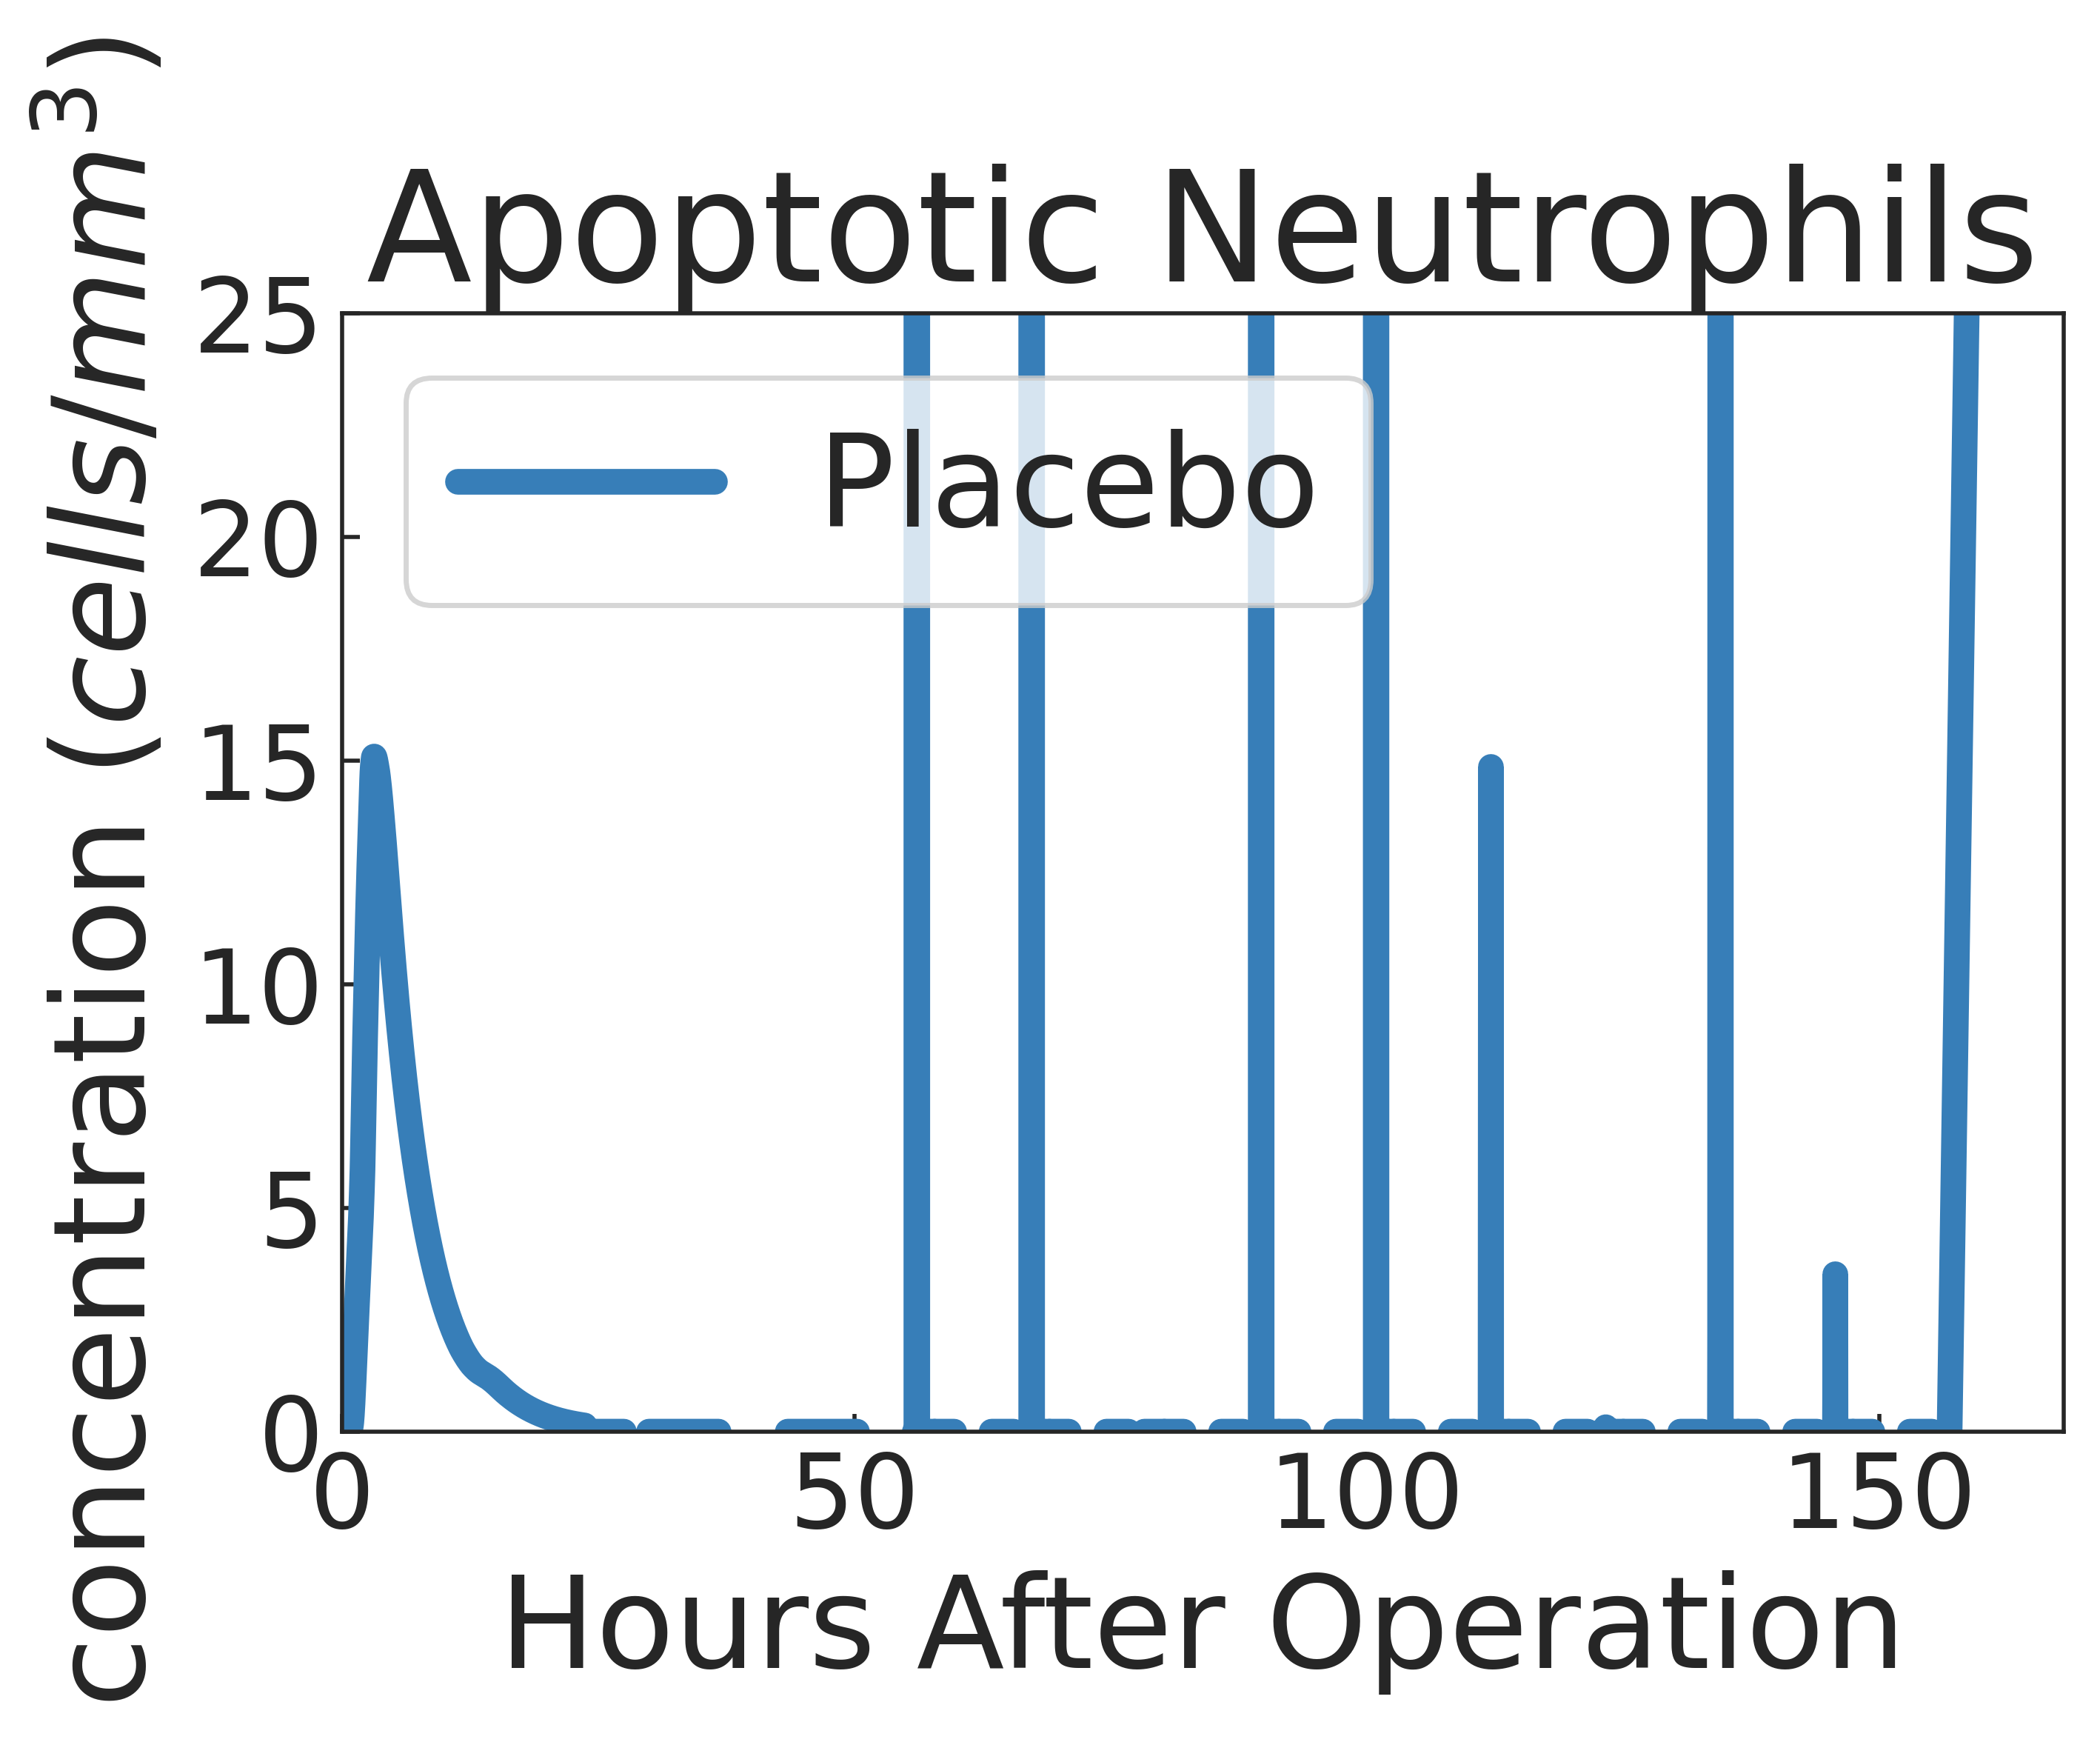 Apoptotic Neutrophils
concentration (cells/mm³)
25
20
15
10
5
0
Placebo
0 50 100 150
Hours After Operation